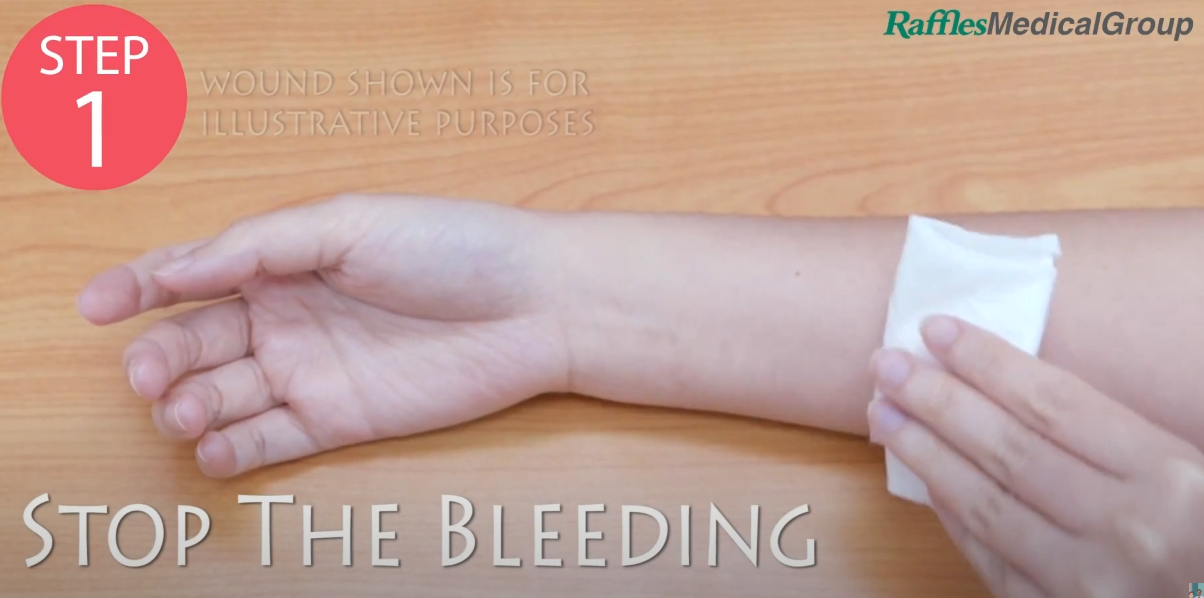 STEP
1
RafflesMedicalGroup
WOUND SHOWN IS FOR
ILLUSTRATIVE PURPOSES
STOP THE BLEEDING